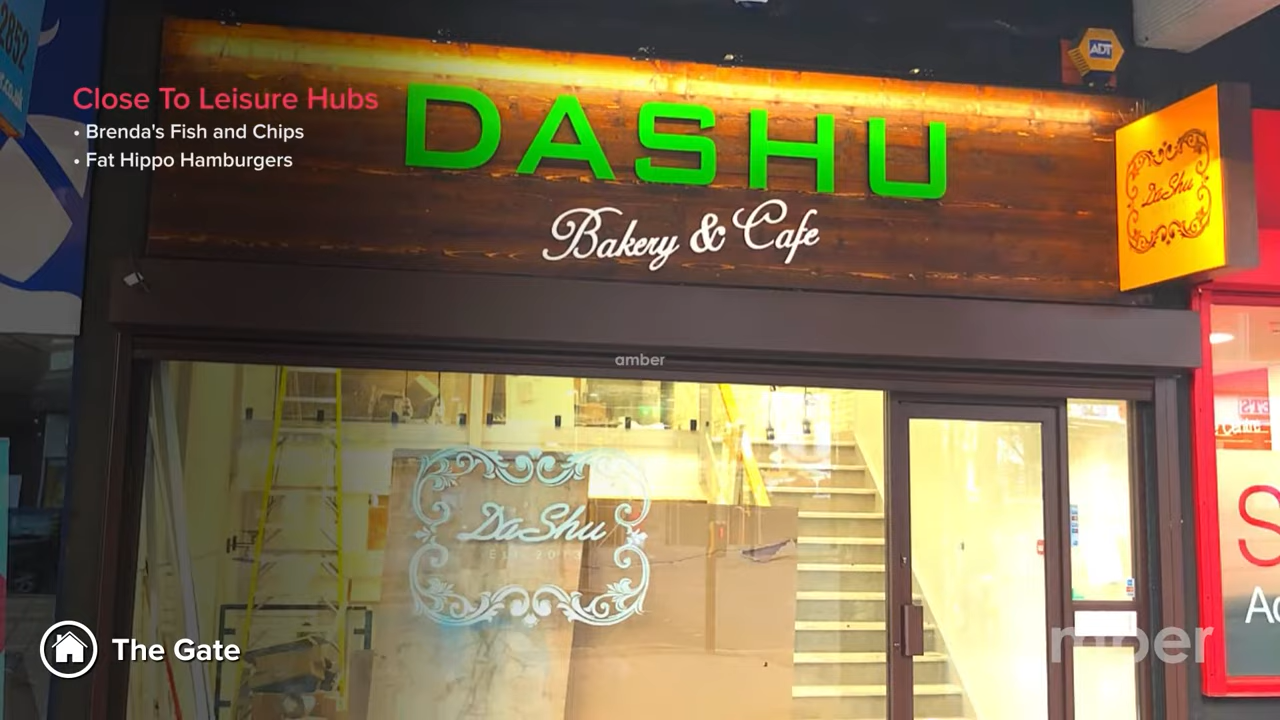 2852
ADT
Close To Leisure Hubs
• Brenda's Fish and Chips
• Fat Hippo Hamburgers
DASHU
Bakery & Cafe
DaShu
amber
DaShu
The Gate
mber